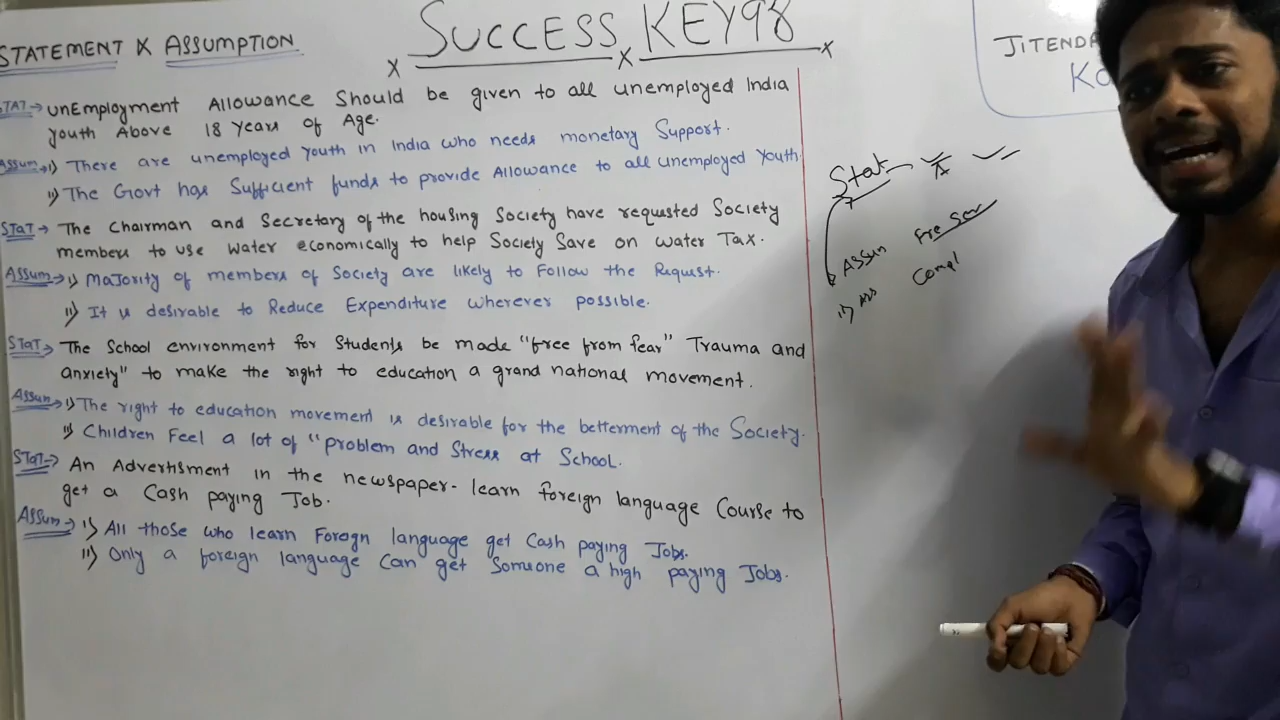 STATEMENT X ASSUMPTION
SUCCESS KEY98
x x x
JITENDA
Ko
STAT→ UnEmployment Allowance Should be given to all unemployed India
youth Above 18 Years of Age.
Assum→ i) There are unemployed youth in India who needs monetary Support.
ii) The Govt has Sufficient funds to provide Allowance to all unemployed Youth.
STAT→ The Chairman and Secretary of the housing Society have requested Society
members to use water economically to help Society Save on water Tax.
Assum→ i) Majority of members of Society are likely to Follow the Request.
ii) It is desirable to Reduce Expenditure wherever possible.
STAT→ The School environment for Students be made "free from fear" Trauma and
anxiety" to make the right to education a grand national movement.
Assum→ i) The right to education movement is desirable for the betterment of the Society.
ii) Children Feel a lot of "problem and Stress at School.
STAT→ An Advertisment in the newspaper - learn foreign language Course to
get a Cash paying Job.
Assum→ i) All those who learn Foregn language get Cash paying Jobs.
ii) Only a foreign language Can get Someone a high paying Jobs.
Stat
Assum
ii) Ass Compl